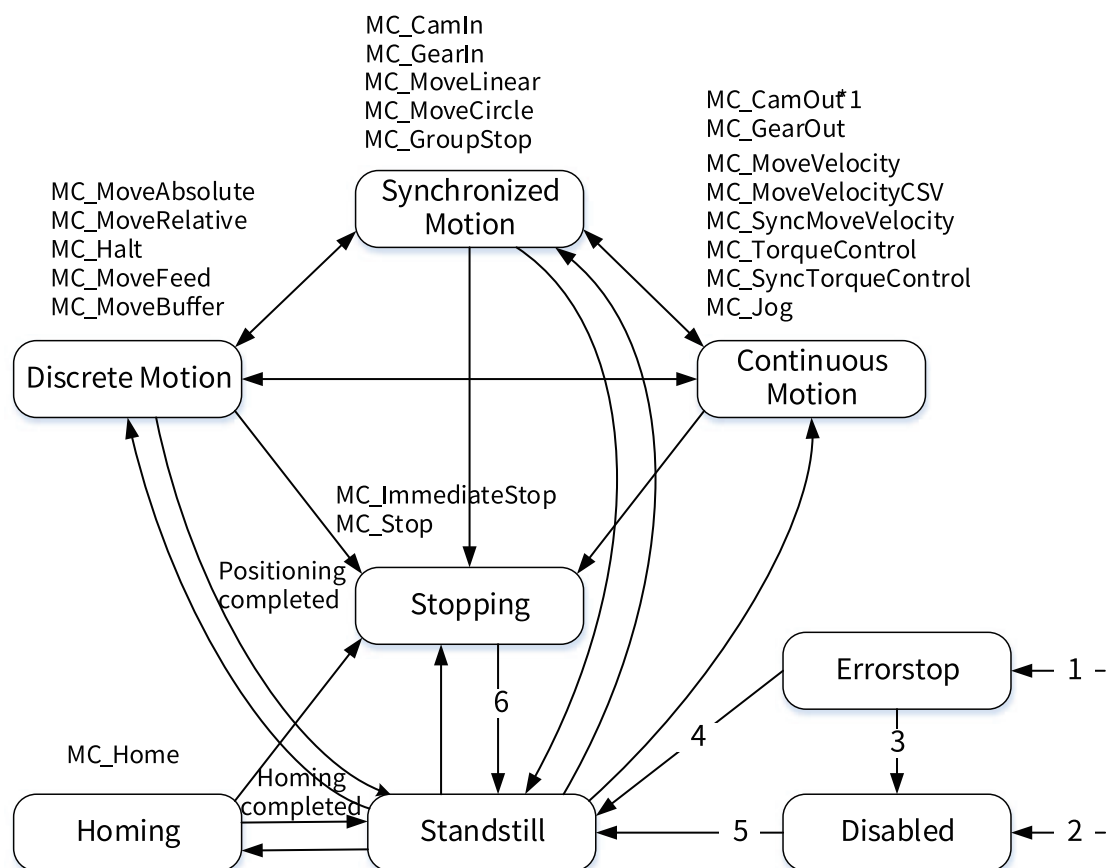 MC_CamIn
MC_GearIn
MC_MoveLinear
MC_MoveCircle
MC_GroupStop
MC_CamOut*1
MC_GearOut
MC_MoveVelocity
MC_MoveVelocityCSV
MC_SyncMoveVelocity
MC_TorqueControl
MC_SyncTorqueControl
MC_Jog
MC_MoveAbsolute
MC_MoveRelative
MC_Halt
MC_MoveFeed
MC_MoveBuffer
Synchronized
Motion
Discrete Motion
Continuous
Motion
MC_ImmediateStop
MC_Stop
Positioning
completed
Stopping
Errorstop
1
6
4
3
MC_Home
Homing
completed
Homing
Standstill
5
Disabled
2